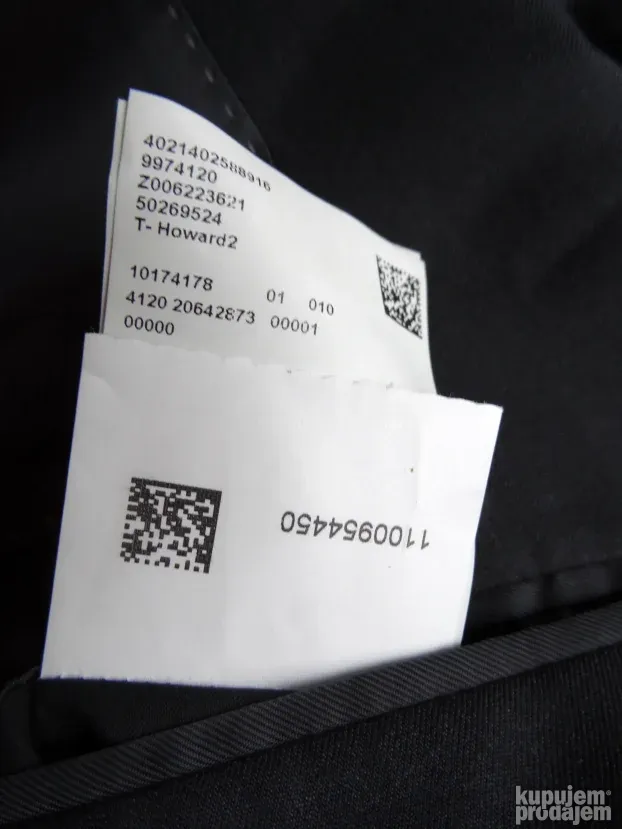 4021402588916
9974120
Z006223621
50269524
T- Howard2
10174178 01 010
4120 20642873 00001
00000
1100954450
kupujem
prodajem